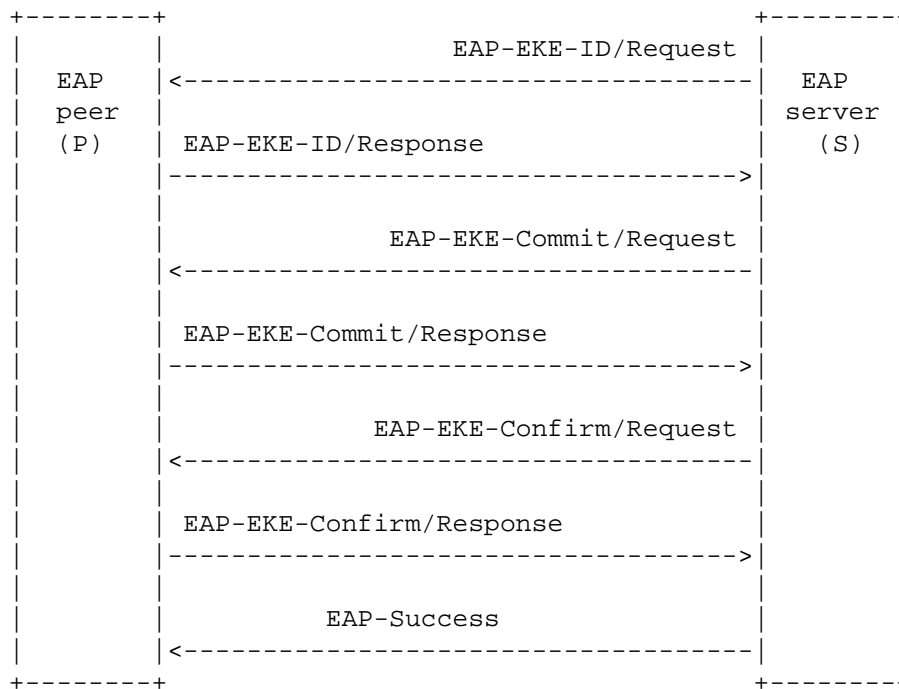 EAP-EKE-ID/Request
EAP EAP
peer server
(P) EAP-EKE-ID/Response (S)
EAP-EKE-Commit/Request
EAP-EKE-Commit/Response
EAP-EKE-Confirm/Request
EAP-EKE-Confirm/Response
EAP-Success